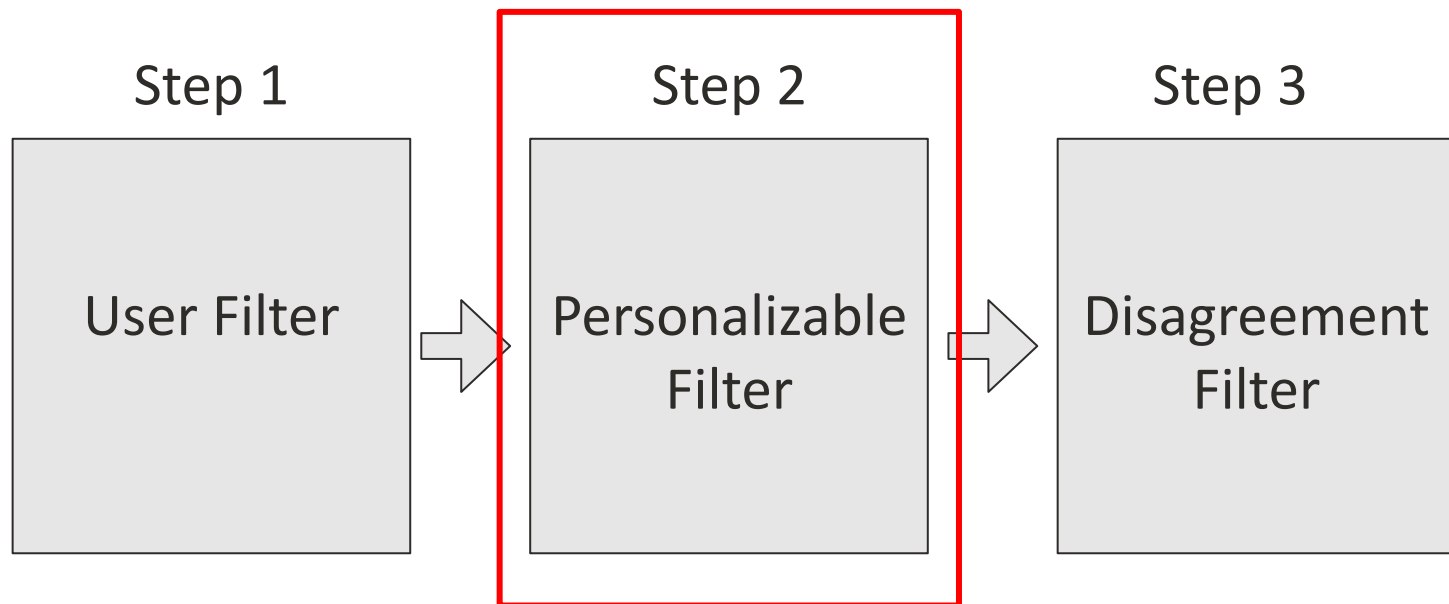 Step 1
Step 2
Step 3
User Filter
Personalizable
Filter
Disagreement
Filter